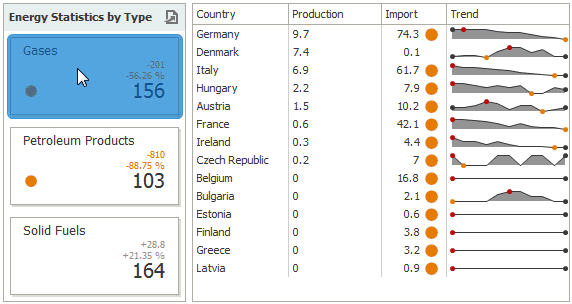 Energy Statistics by Type
Gases
-201
-56.26 %
156
Petroleum Products
-810
-88.75 %
103
Solid Fuels
+28.8
+21.35 %
164
Country Production Import Trend
Germany 9.7 74.3
Denmark 7.4 0.1
Italy 6.9 61.7
Hungary 2.2 7.9
Austria 1.5 10.2
France 0.6 42.1
Ireland 0.3 4.4
Czech Republic 0.2 7
Belgium 0 16.8
Bulgaria 0 2.1
Estonia 0 0.6
Finland 0 3.8
Greece 0 3.2
Latvia 0 0.9